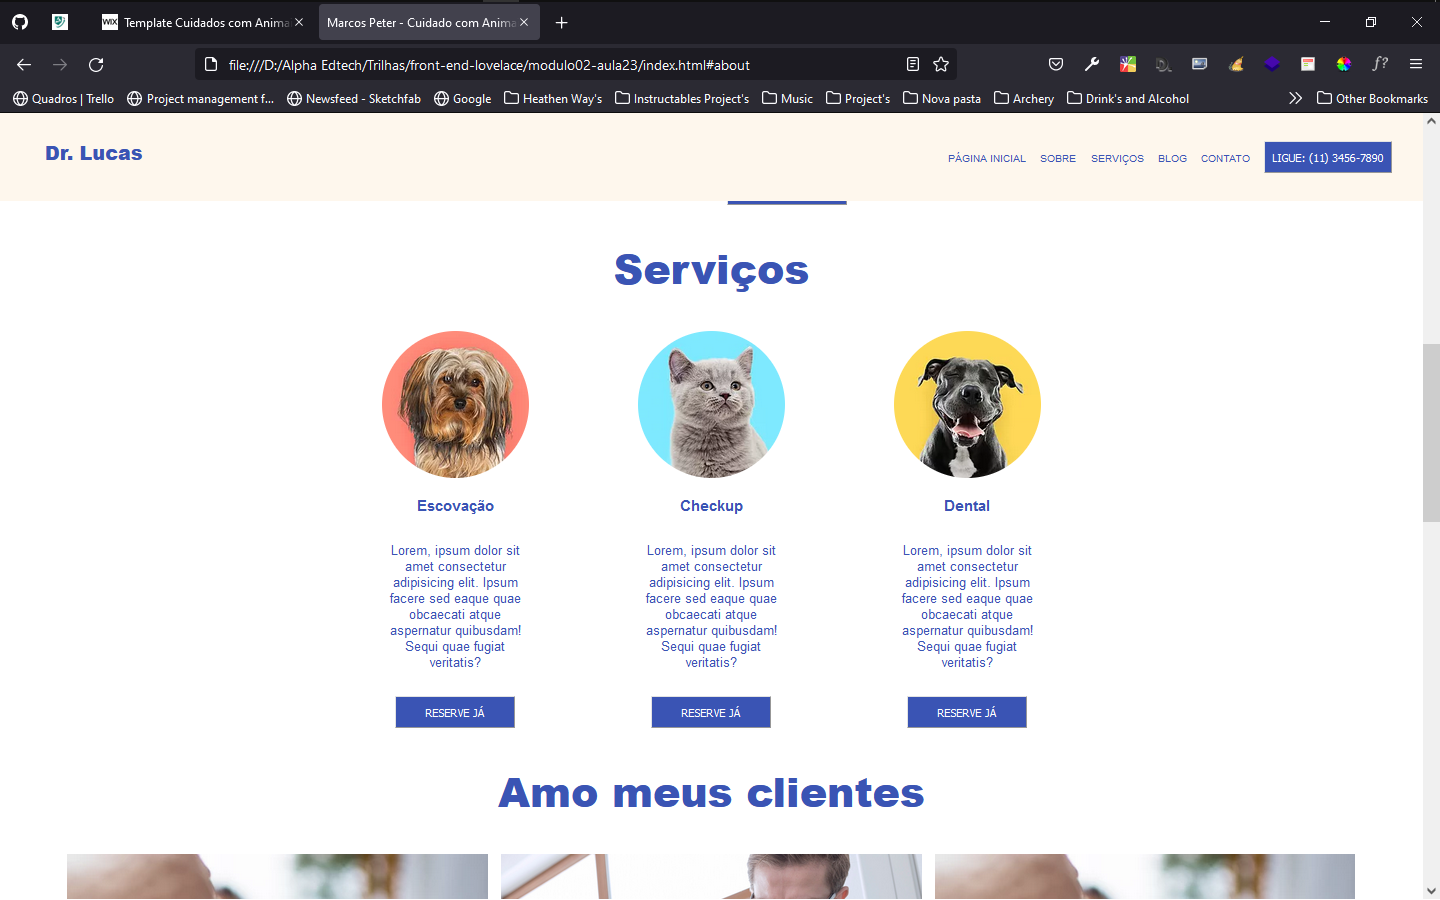 WIX Template Cuidados com Anima
Marcos Peter - Cuidado com Anima
file:///D:/Alpha Edtech/Trilhas/front-end-lovelace/modulo02-aula23/index.html#about
f?
Quadros | Trello
Project management f...
Newsfeed - Sketchfab
Google
Heathen Way's
Instructables Project's
Music
Project's
Nova pasta
Archery
Drink's and Alcohol
Other Bookmarks
Dr. Lucas
PÁGINA INICIAL
SOBRE
SERVIÇOS
BLOG
CONTATO
LIGUE: (11) 3456-7890
Serviços
Escovação
Lorem, ipsum dolor sit
amet consectetur
adipisicing elit. Ipsum
facere sed eaque quae
obcaecati atque
aspernatur quibusdam!
Sequi quae fugiat
veritatis?
RESERVE JÁ
Checkup
Lorem, ipsum dolor sit
amet consectetur
adipisicing elit. Ipsum
facere sed eaque quae
obcaecati atque
aspernatur quibusdam!
Sequi quae fugiat
veritatis?
RESERVE JÁ
Dental
Lorem, ipsum dolor sit
amet consectetur
adipisicing elit. Ipsum
facere sed eaque quae
obcaecati atque
aspernatur quibusdam!
Sequi quae fugiat
veritatis?
RESERVE JÁ
Amo meus clientes